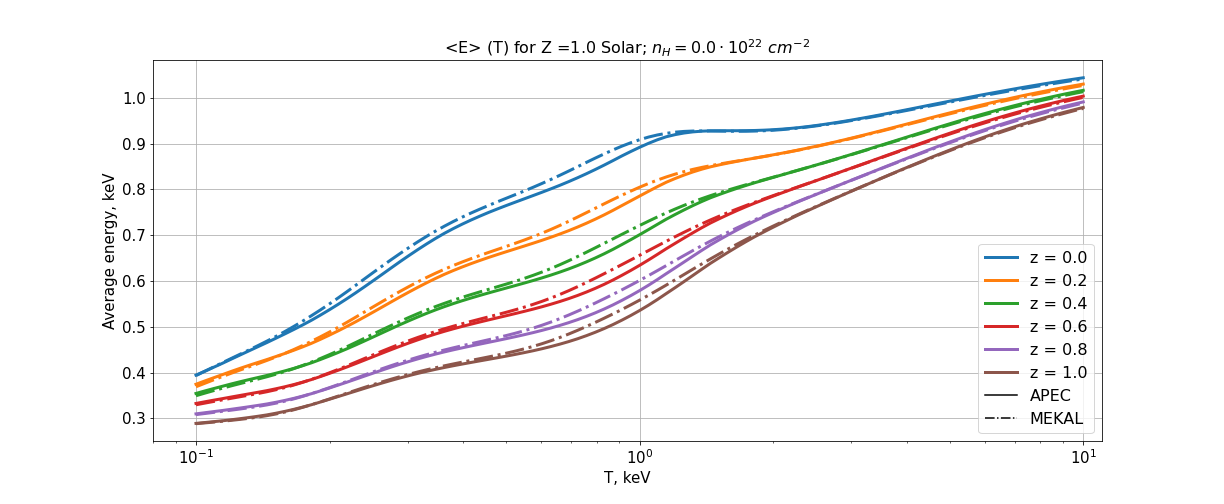 <E> (T) for Z =1.0 Solar; n_H = 0.0 · 10^22 cm^−2
Average energy, keV
1.0
0.9
0.8
0.7
0.6
0.5
0.4
0.3
10^−1
10^0
10^1
T, keV
z = 0.0
z = 0.2
z = 0.4
z = 0.6
z = 0.8
z = 1.0
APEC
MEKAL